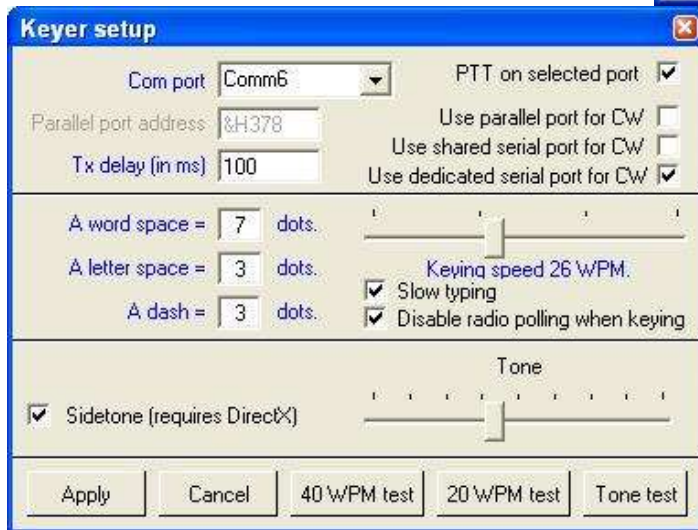 Keyer setup
Com port Comm6 PTT on selected port
Parallel port address &H378 Use parallel port for CW
Use shared serial port for CW
Tx delay (in ms) 100 Use dedicated serial port for CW
A word space = 7 dots.
A letter space = 3 dots. Keying speed 26 WPM.
Slow typing
A dash = 3 dots. Disable radio polling when keying
Tone
Sidetone (requires DirectX)
Apply Cancel 40 WPM test 20 WPM test Tone test